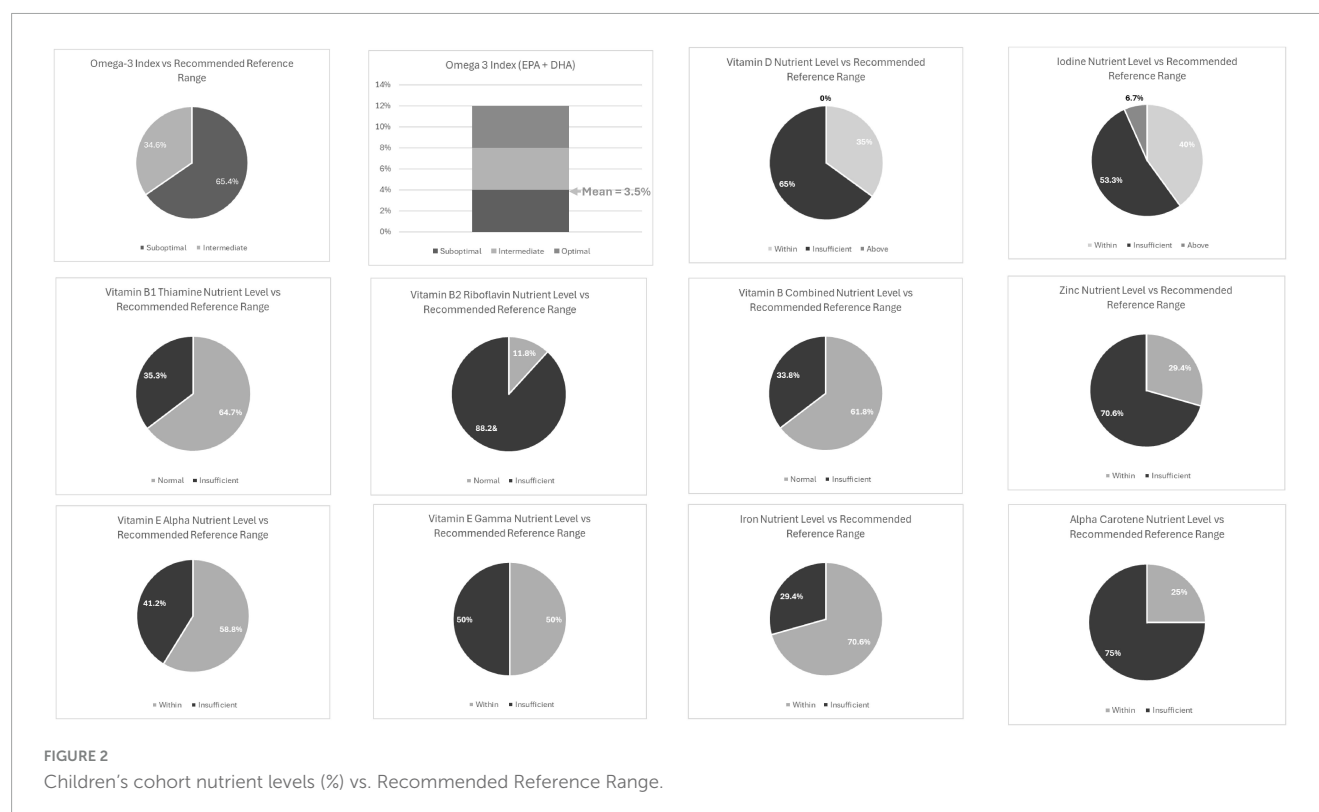 Omega-3 Index vs Recommended Reference
Range
34.6%
65.4%
Suboptimal Intermediate
Omega 3 Index (EPA + DHA)
14%
12%
10%
8%
6%
4%
2%
0%
Mean = 3.5%
Suboptimal Intermediate Optimal
Vitamin D Nutrient Level vs Recommended
Reference Range
0%
35%
65%
Within Insufficient Above
Iodine Nutrient Level vs Recommended
Reference Range
6.7%
40%
53.3%
Within Insufficient Above
Vitamin B1 Thiamine Nutrient Level vs
Recommended Reference Range
35.3%
64.7%
Normal Insufficient
Vitamin B2 Riboflavin Nutrient Level vs
Recommended Reference Range
11.8%
88.2&
Normal Insufficient
Vitamin B Combined Nutrient Level vs
Recommended Reference Range
33.8%
61.8%
Normal Insufficient
Zinc Nutrient Level vs Recommended
Reference Range
29.4%
70.6%
Within Insufficient
Vitamin E Alpha Nutrient Level vs
Recommended Reference Range
41.2%
58.8%
Within Insufficient
Vitamin E Gamma Nutrient Level vs
Recommended Reference Range
50%
50%
Within Insufficient
Iron Nutrient Level vs Recommended
Reference Range
29.4%
70.6%
Within Insufficient
Alpha Carotene Nutrient Level vs
Recommended Reference Range
25%
75%
Within Insufficient
FIGURE 2
Children's cohort nutrient levels (%) vs. Recommended Reference Range.